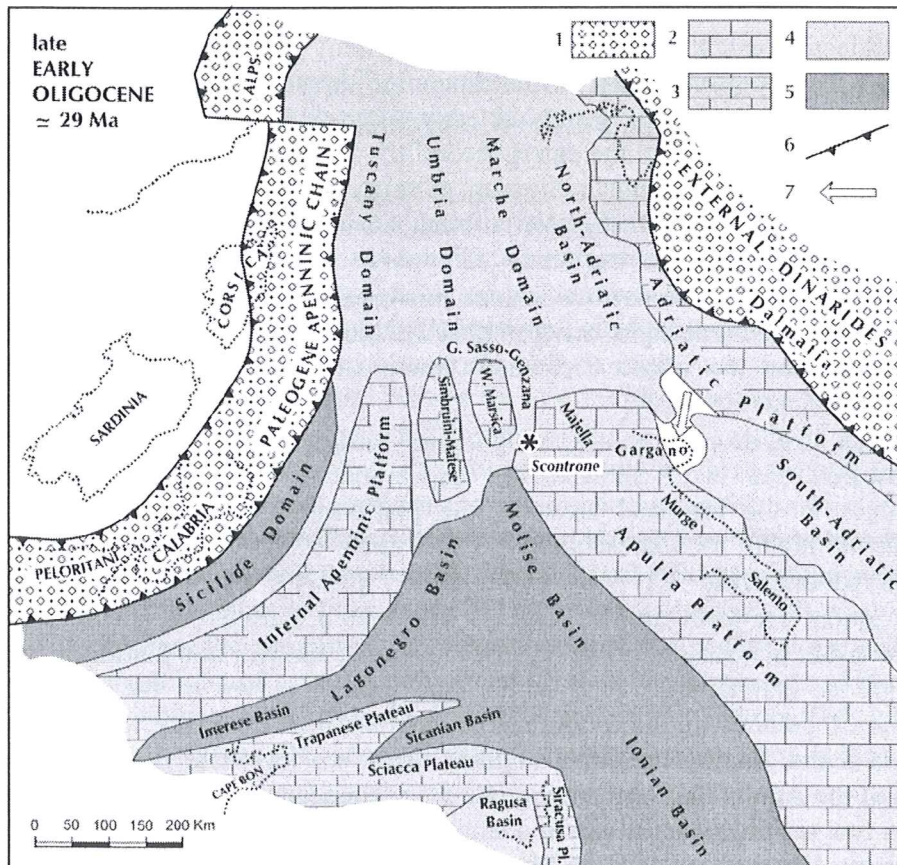 late
EARLY
OLIGOCENE
≃ 29 Ma
1
2
4
3
5
6
7
ALPS
CORSICA
SARDINIA
PALEOGENE APENNINIC CHAIN
PELORITANI
CALABRIA
Sicilide Domain
Tuscany Domain
Umbria Domain
Marche Domain
North-Adriatic
Basin
EXTERNAL DINARIDES
Dalmatia
Adriatic Platform
G. Sasso-Genzana
Simbruini-Matese
W. Marsica
*
Majella
Scontrone
Gargano
South-Adriatic
Basin
Internal Apenninic Platform
Murge
Salento
Apulia Platform
Lagonegro Basin
Molise Basin
Imerese Basin
Trapanese Plateau
Sicanian Basin
CAPE BON
Sciacca Plateau
Ionian Basin
Ragusa
Basin
Siracusa Pl.
0 50 100 150 200 Km